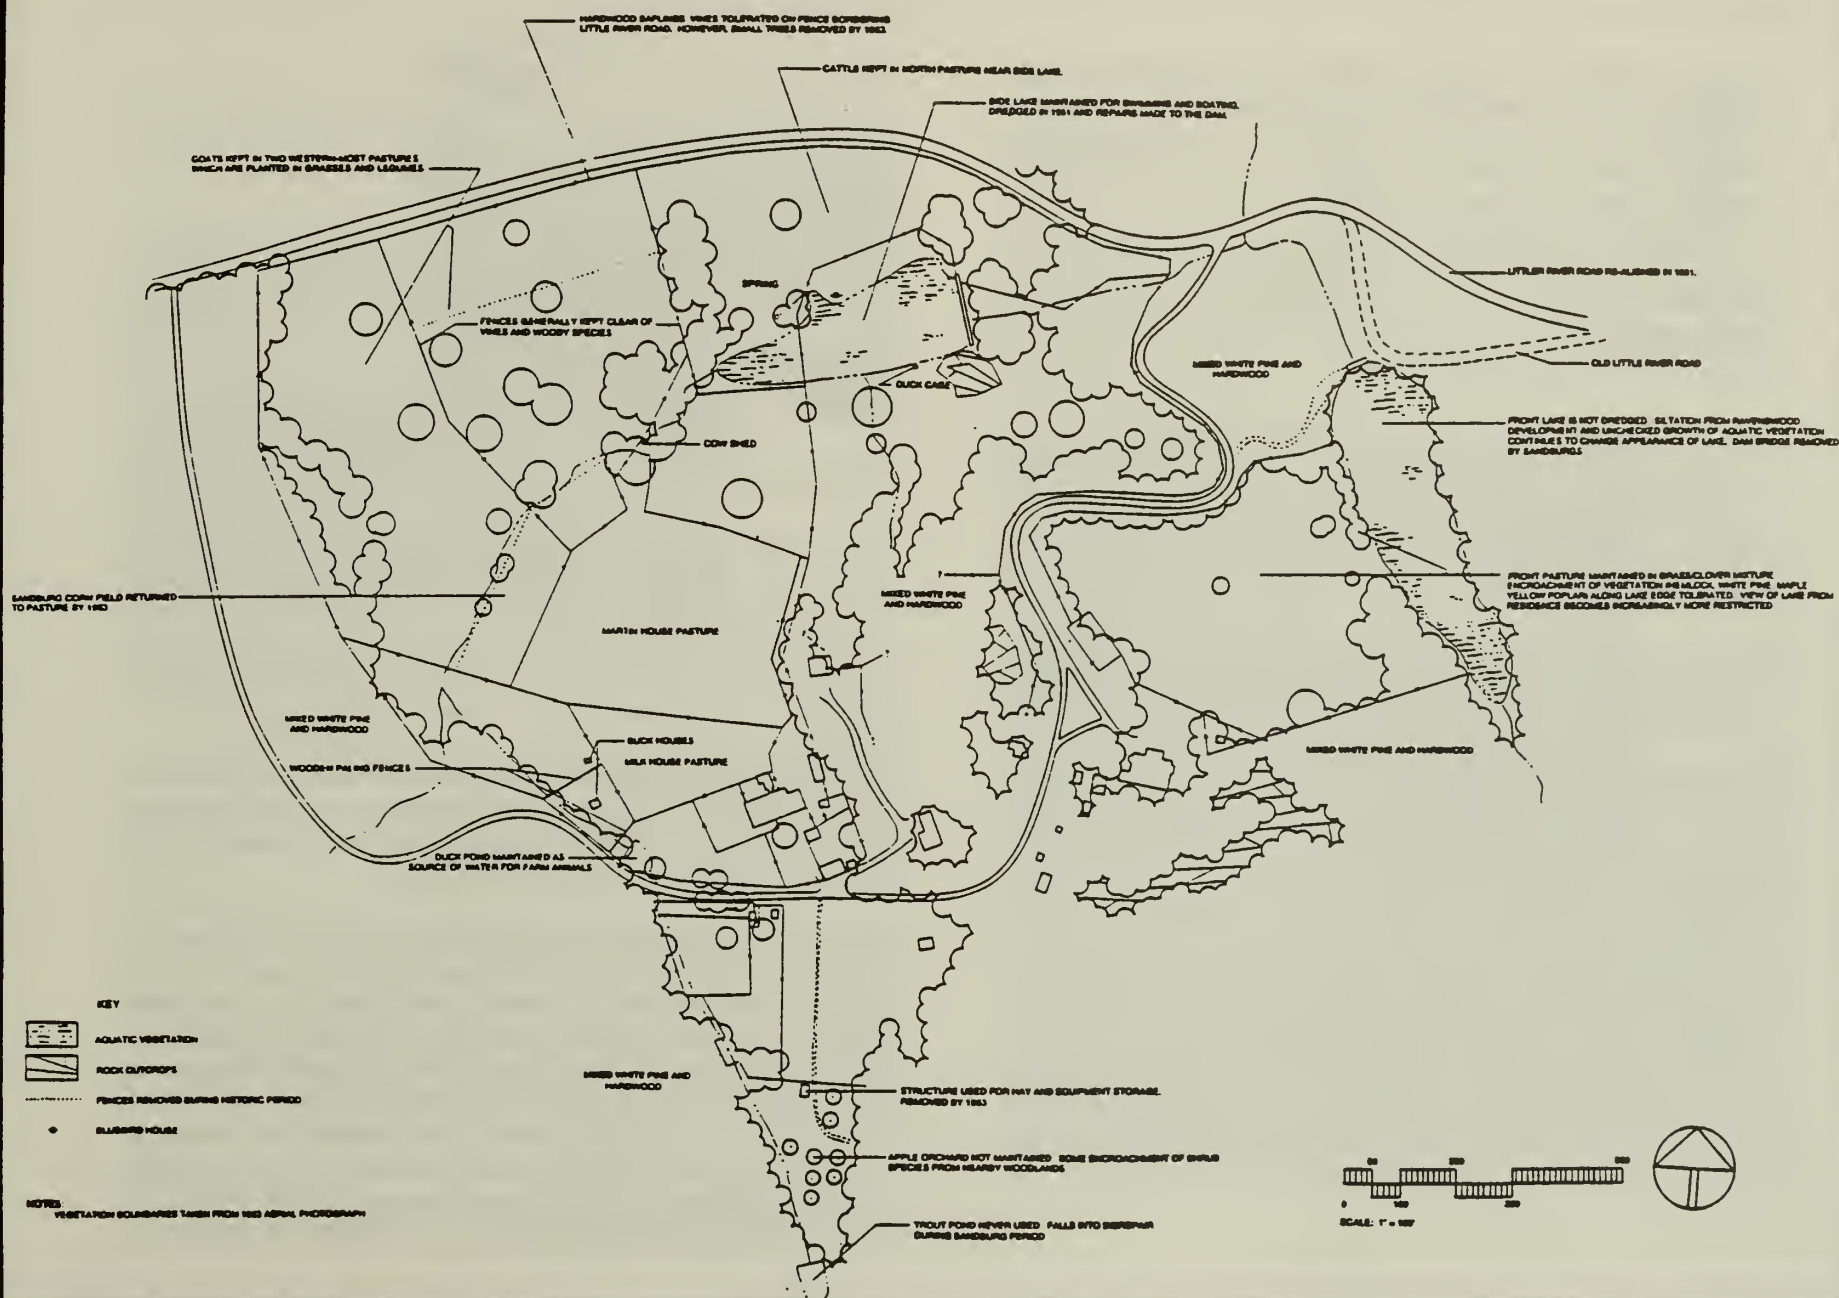 HARDWOOD SAPLINGS, VINES TOLERATED ON FENCE BORDERING
LITTLE RIVER ROAD. HOWEVER, SMALL TREES REMOVED BY
CATTLE KEPT IN NORTH PASTURE NEAR SIDE LAKE.
SIDE LAKE MAINTAINED FOR SWIMMING AND BOATING.
DREDGED IN 1961 AND REPAIRS MADE TO THE DAM.
GOATS KEPT IN TWO WESTERN-MOST PASTURES
WHICH ARE PLANTED IN GRASSES AND LEGUMES
SPRING
LITTLER RIVER ROAD RE-ALIGNED IN
FENCES GENERALLY KEPT CLEAR OF
VINES AND WOODY SPECIES
MIXED WHITE PINE AND
HARDWOOD
OLD LITTLE RIVER ROAD
DUCK CAGE
COW SHED
FRONT LAKE IS NOT DREDGED. SILTATION FROM RAVENSWOOD
DEVELOPMENT AND UNCHECKED GROWTH OF AQUATIC VEGETATION
CONTINUES TO CHANGE APPEARANCE OF LAKE. DAM BRIDGE REMOVED
BY SANDBURGS
?
SANDBURG CORN FIELD RETURNED
TO PASTURE BY
MIXED WHITE PINE
AND HARDWOOD
FRONT PASTURE MAINTAINED IN GRASS/CLOVER MIXTURE
ENCROACHMENT OF VEGETATION (HEMLOCK, WHITE PINE, MAPLE
YELLOW POPLAR) ALONG LAKE EDGE TOLERATED. VIEW OF LAKE FROM
RESIDENCE BECOMES INCREASINGLY MORE RESTRICTED
MARTIN HOUSE PASTURE
MIXED WHITE PINE
AND HARDWOOD
DUCK HOUSES
MILK HOUSE PASTURE
WOODEN PALING FENCES
MIXED WHITE PINE AND HARDWOOD
DUCK POND MAINTAINED AS
SOURCE OF WATER FOR FARM ANIMALS
KEY
AQUATIC VEGETATION
ROCK OUTCROPS
FENCES REMOVED DURING HISTORIC PERIOD
BLUEBIRD HOUSE
MIXED WHITE PINE AND
HARDWOOD
STRUCTURE USED FOR HAY AND EQUIPMENT STORAGE.
REMOVED BY
APPLE ORCHARD NOT MAINTAINED. SOME ENCROACHMENT OF SHRUB
SPECIES FROM NEARBY WOODLANDS
NOTES:
VEGETATION BOUNDARIES TAKEN FROM AERIAL PHOTOGRAPH
TROUT POND NEVER USED. FALLS INTO DISREPAIR
DURING SANDBURG PERIOD
0
SCALE: 1" =